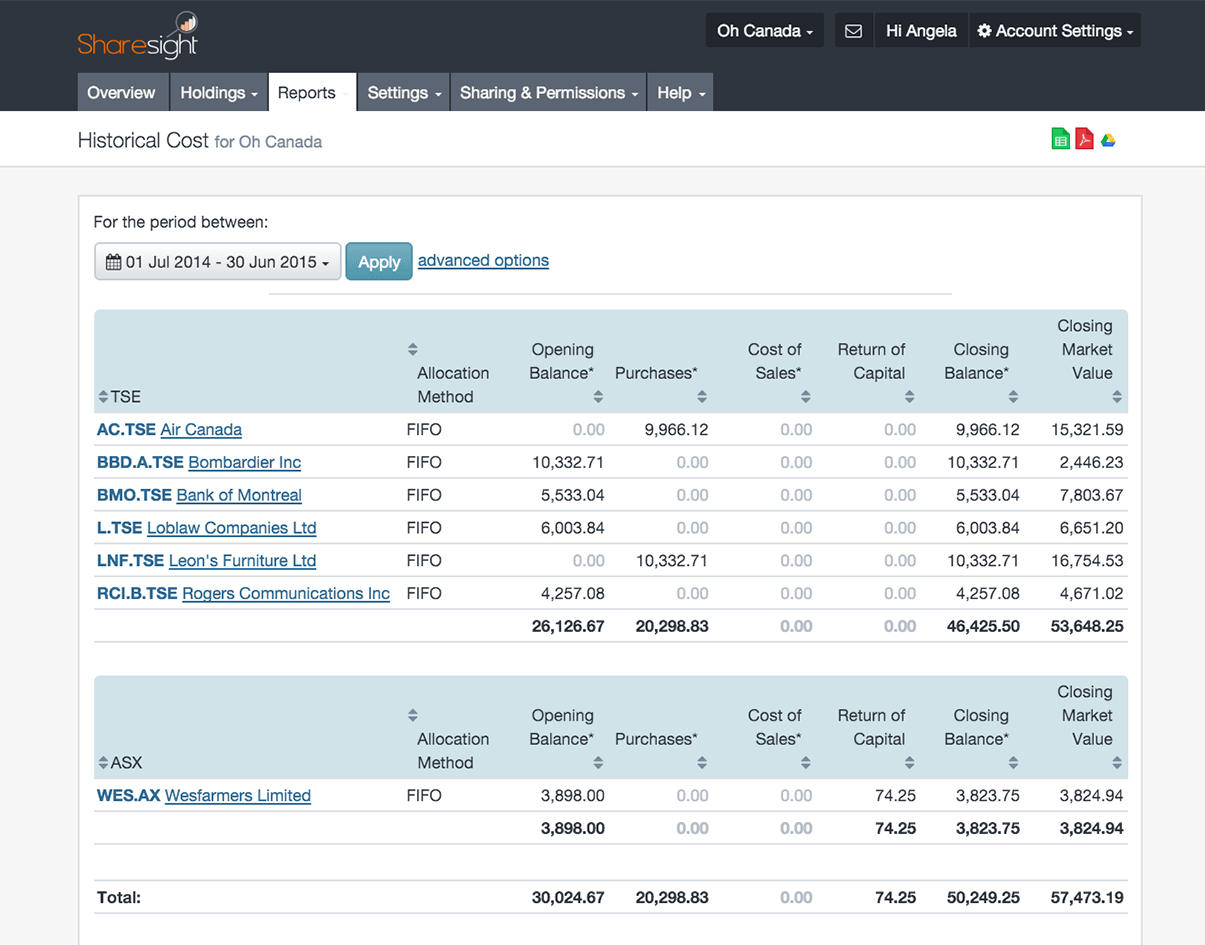 Sharesight
Oh Canada
Hi Angela
Account Settings
Overview Holdings Reports Settings Sharing & Permissions Help
Historical Cost for Oh Canada
For the period between:
01 Jul 2014 - 30 Jun 2015 Apply advanced options
TSE Allocation Method Opening Balance* Purchases* Cost of Sales* Return of Capital Closing Balance* Closing Market Value
AC.TSE Air Canada FIFO 0.00 9,966.12 0.00 0.00 9,966.12 15,321.59
BBD.A.TSE Bombardier Inc FIFO 10,332.71 0.00 0.00 0.00 10,332.71 2,446.23
BMO.TSE Bank of Montreal FIFO 5,533.04 0.00 0.00 0.00 5,533.04 7,803.67
L.TSE Loblaw Companies Ltd FIFO 6,003.84 0.00 0.00 0.00 6,003.84 6,651.20
LNF.TSE Leon's Furniture Ltd FIFO 0.00 10,332.71 0.00 0.00 10,332.71 16,754.53
RCI.B.TSE Rogers Communications Inc FIFO 4,257.08 0.00 0.00 0.00 4,257.08 4,671.02
26,126.67 20,298.83 0.00 0.00 46,425.50 53,648.25
ASX Allocation Method Opening Balance* Purchases* Cost of Sales* Return of Capital Closing Balance* Closing Market Value
WES.AX Wesfarmers Limited FIFO 3,898.00 0.00 0.00 74.25 3,823.75 3,824.94
3,898.00 0.00 0.00 74.25 3,823.75 3,824.94
Total: 30,024.67 20,298.83 0.00 74.25 50,249.25 57,473.19